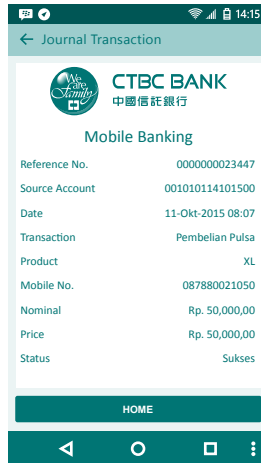 14:15
Journal Transaction
We are Family
CTBC BANK
中國信託銀行
Mobile Banking
Reference No. 0000000023447
Source Account 001010114101500
Date 11-Okt-2015 08:07
Transaction Pembelian Pulsa
Product XL
Mobile No. 087880021050
Nominal Rp. 50,000,00
Price Rp. 50,000,00
Status Sukses
HOME